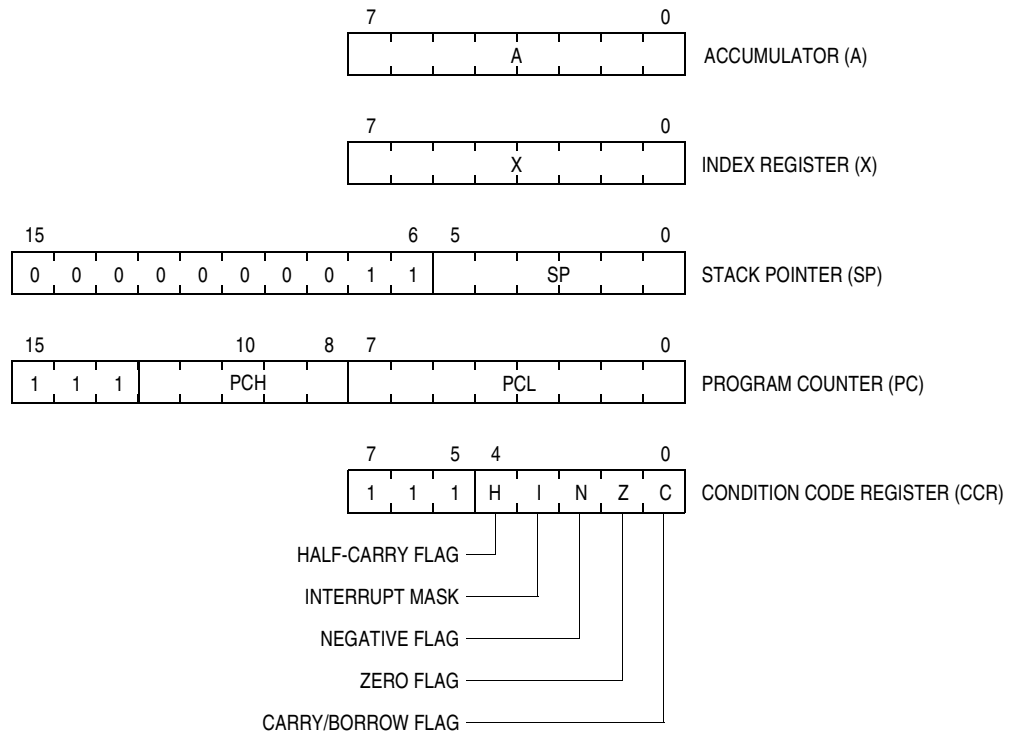 7 0
A ACCUMULATOR (A)
7 0
X INDEX REGISTER (X)
15 6 5 0
0 0 0 0 0 0 0 0 1 1 SP STACK POINTER (SP)
15 10 8 7 0
1 1 1 PCH PCL PROGRAM COUNTER (PC)
7 5 4 0
1 1 1 H I N Z C CONDITION CODE REGISTER (CCR)
HALF-CARRY FLAG
INTERRUPT MASK
NEGATIVE FLAG
ZERO FLAG
CARRY/BORROW FLAG